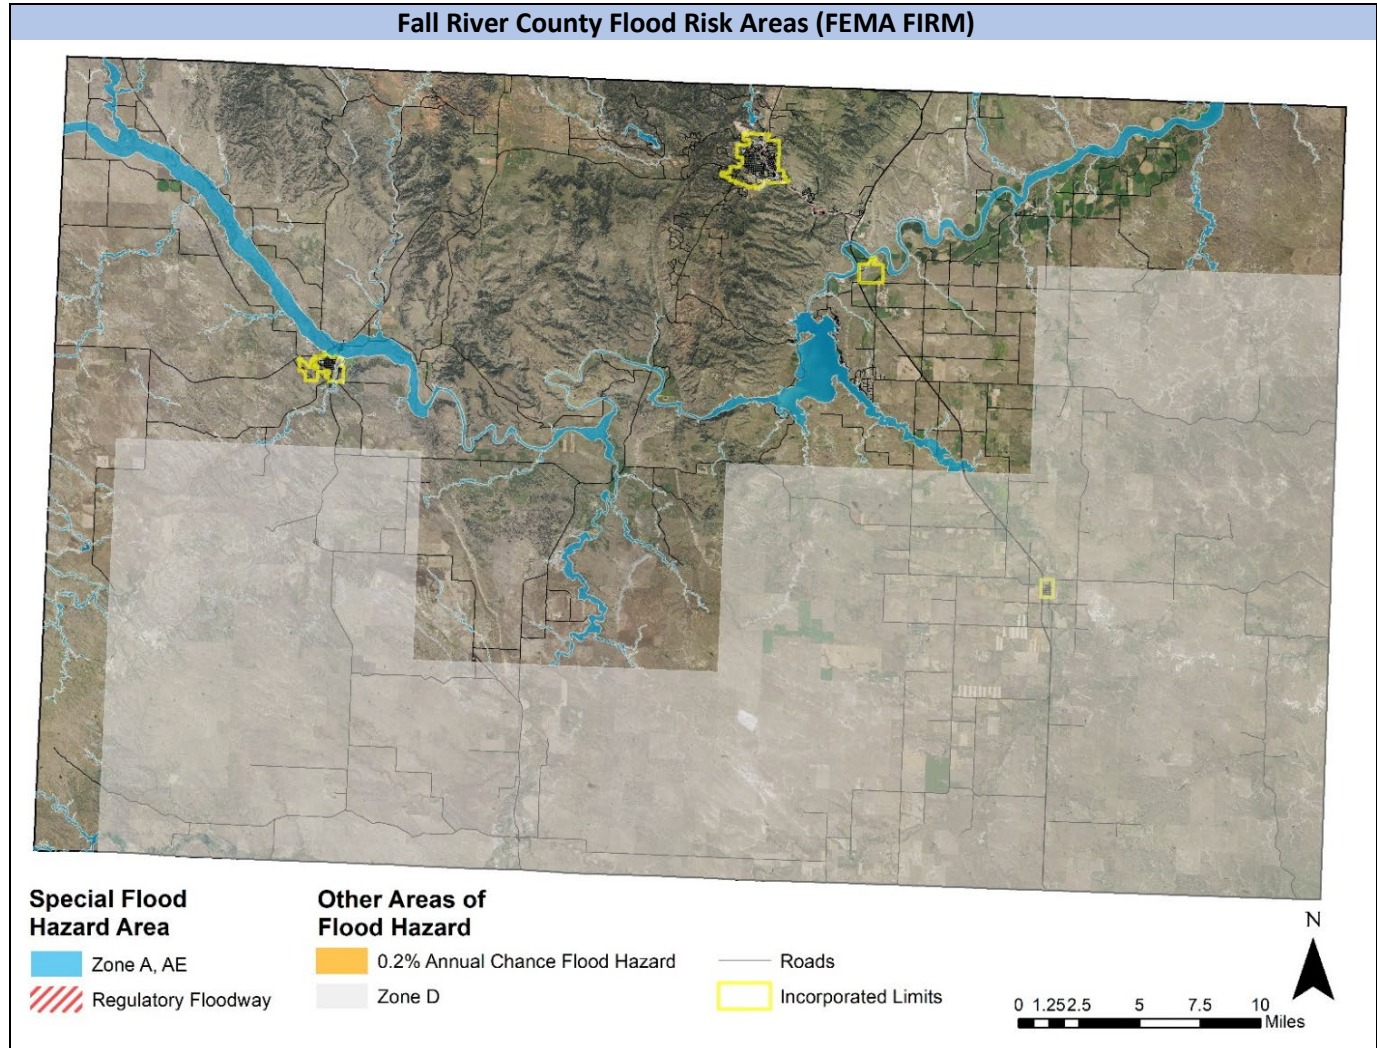 Fall River County Flood Risk Areas (FEMA FIRM)
Special Flood
Hazard Area
Zone A, AE
Regulatory Floodway
Other Areas of
Flood Hazard
0.2% Annual Chance Flood Hazard
Zone D
Roads
Incorporated Limits
N
0 1.25 2.5 5 7.5 10
Miles